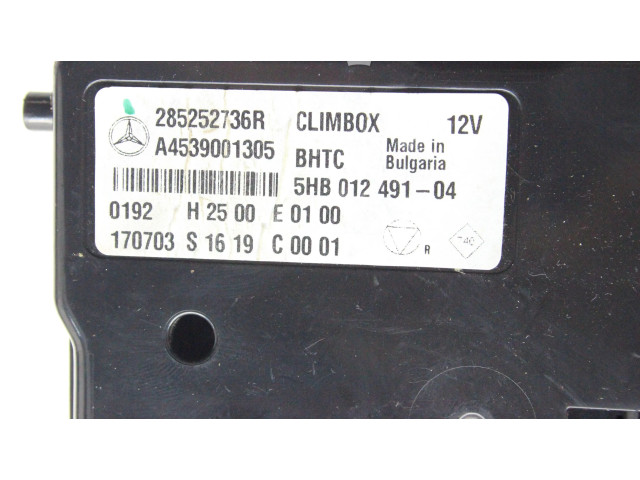 285252736R CLIMBOX 12V
A4539001305 BHTC Made in
Bulgaria
5HB 012 491-04
0192 H 25 00 E 01 00
170703 S 16 19 C 00 01
R